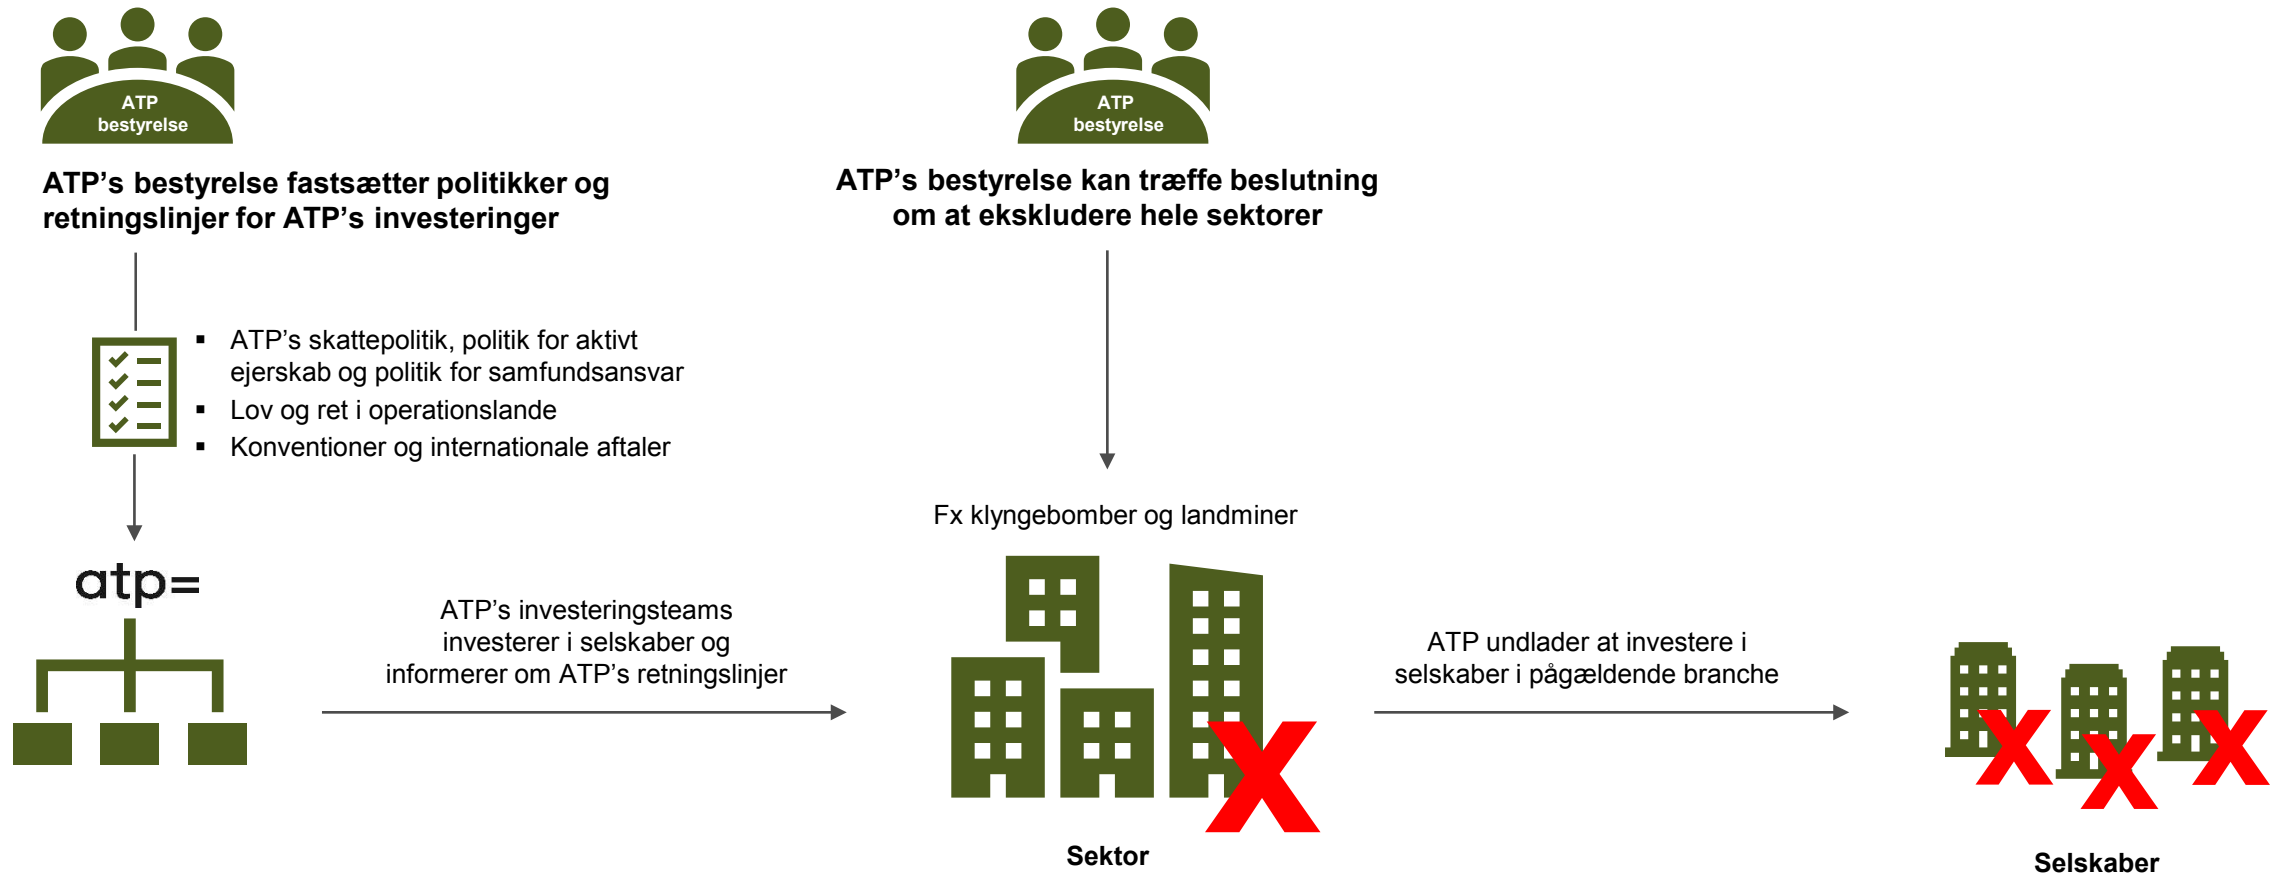 ATP
bestyrelse
ATP’s bestyrelse fastsætter politikker og
retningslinjer for ATP’s investeringer
▪ ATP’s skattepolitik, politik for aktivt
ejerskab og politik for samfundsansvar
▪ Lov og ret i operationslande
▪ Konventioner og internationale aftaler
atp=
ATP’s investeringsteams
investerer i selskaber og
informerer om ATP’s retningslinjer
ATP
bestyrelse
ATP’s bestyrelse kan træffe beslutning
om at ekskludere hele sektorer
Fx klyngebomber og landminer
Sektor
ATP undlader at investere i
selskaber i pågældende branche
Selskaber